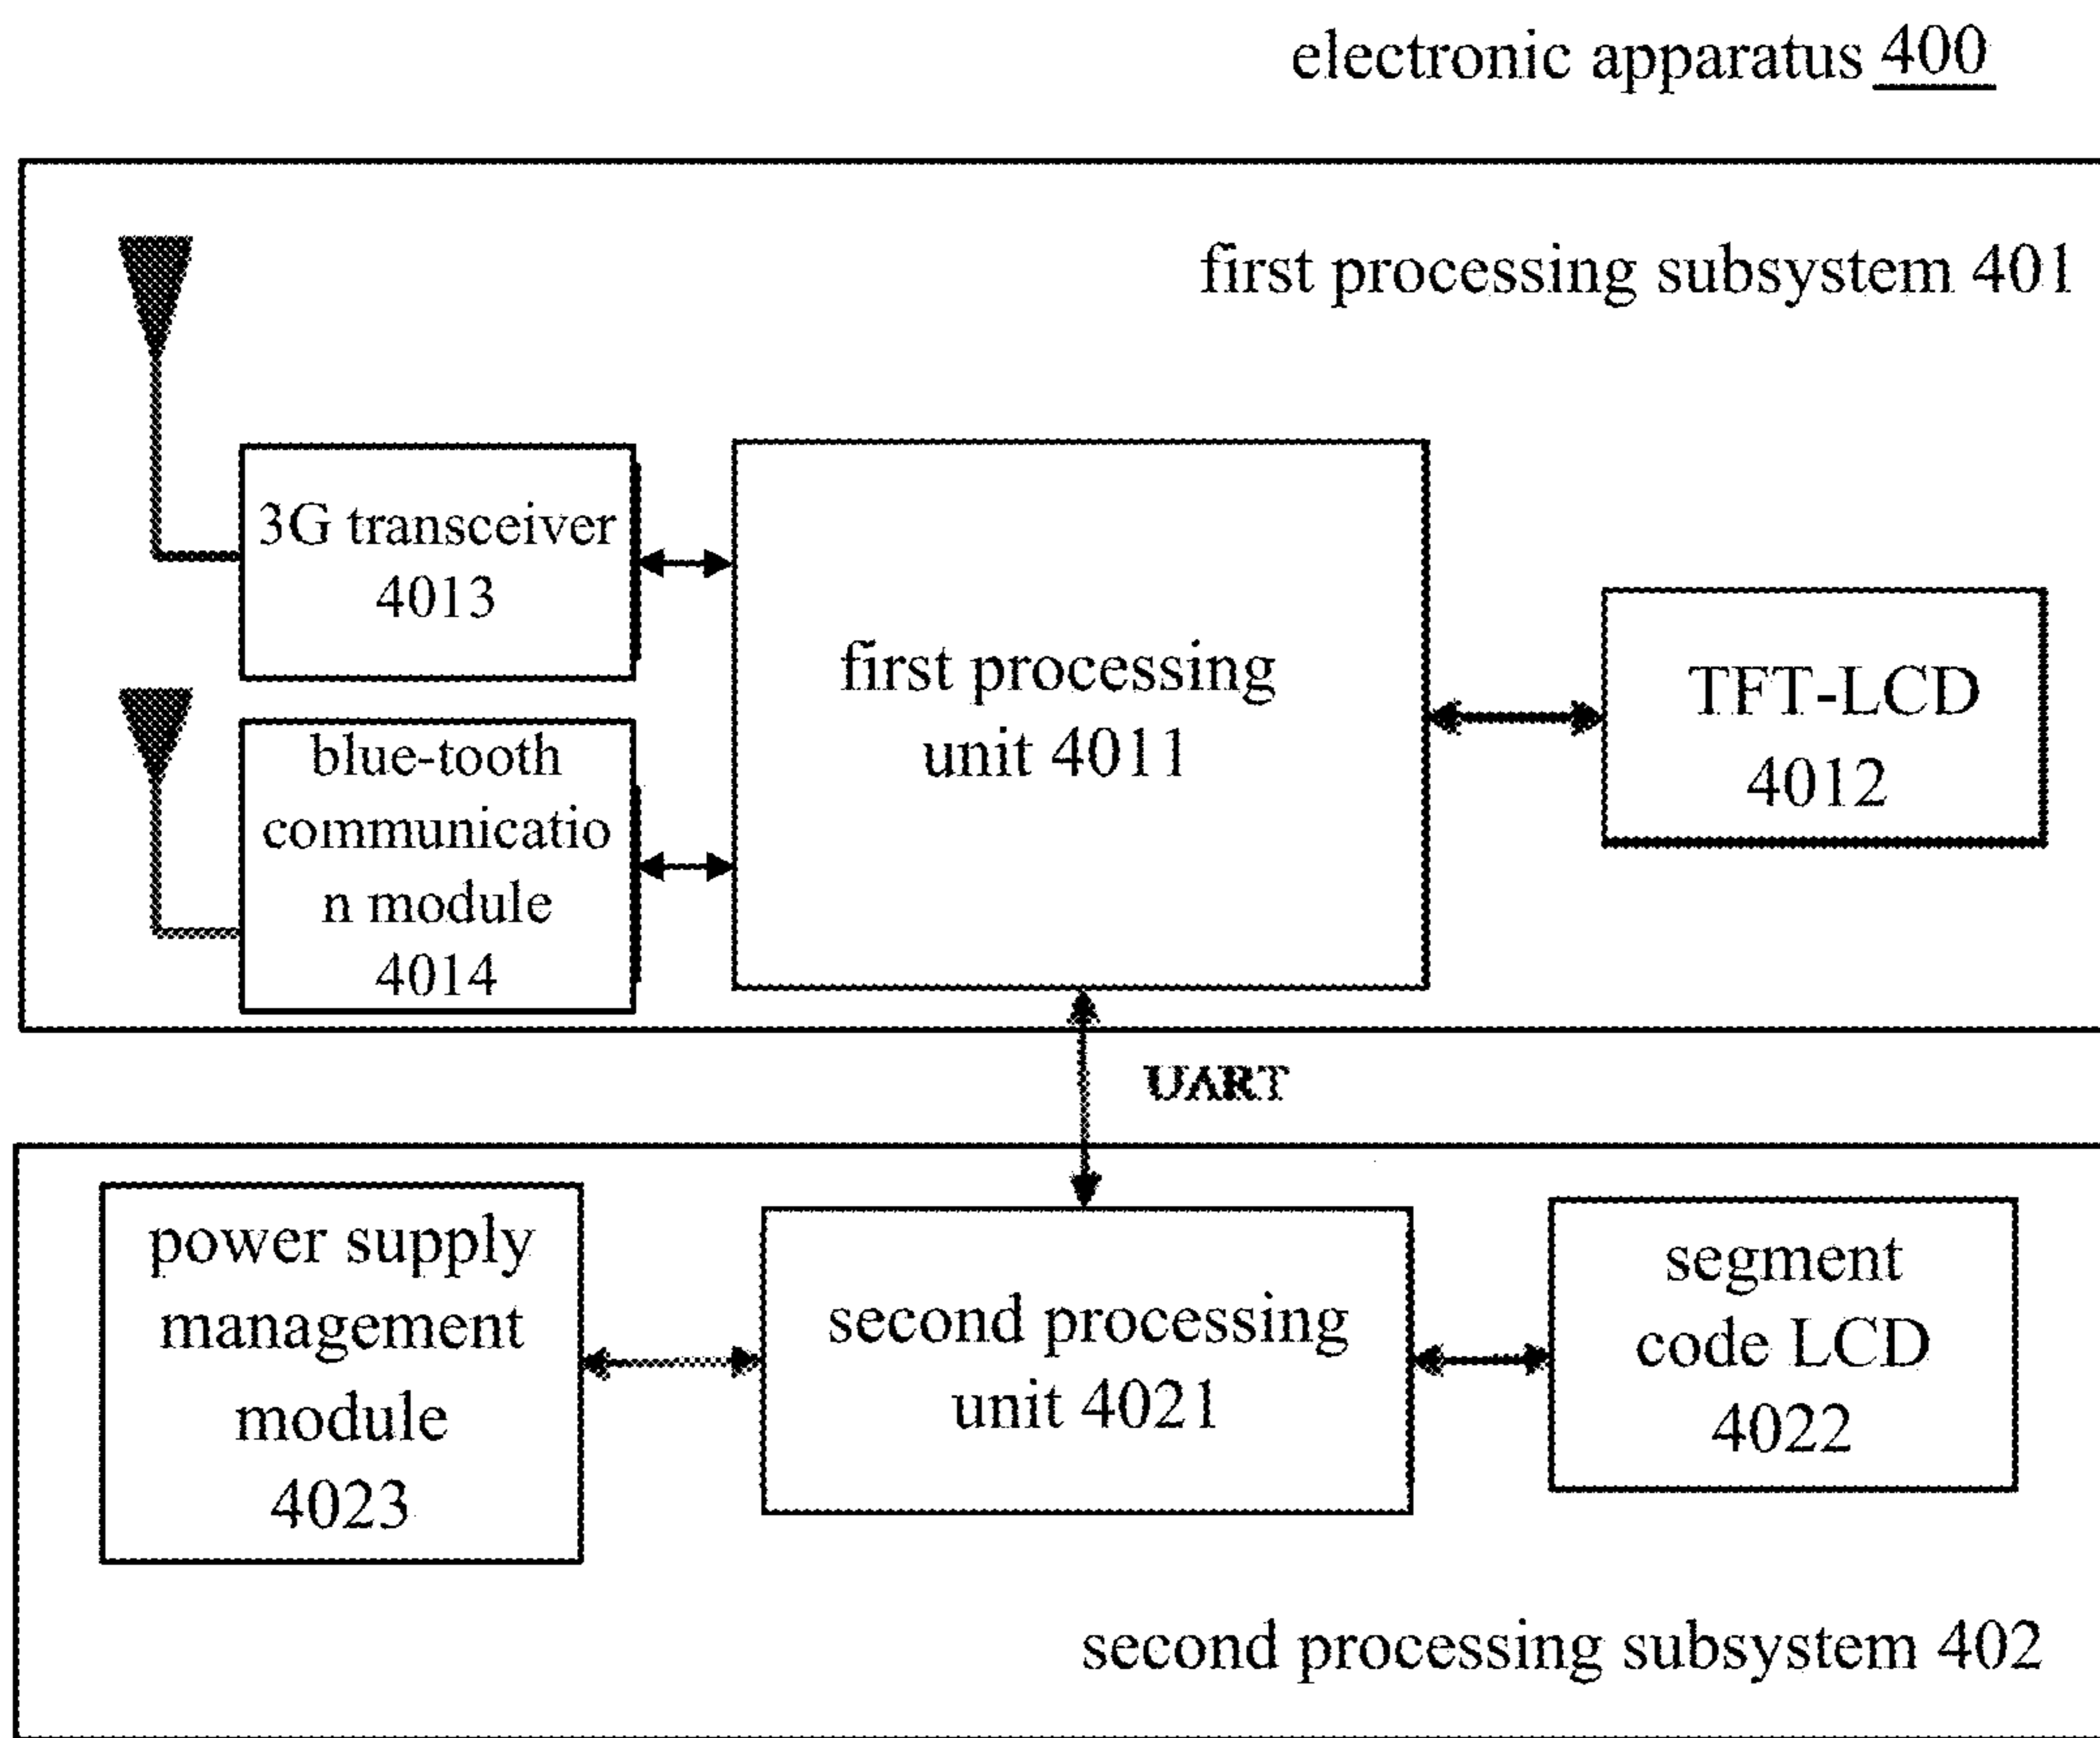 electronic apparatus 400
first processing subsystem 401
3G transceiver
4013
first processing
unit 4011
TFT-LCD
4012
blue-tooth
communicatio
n module
4014
UART
power supply
management
module
4023
second processing
unit 4021
segment
code LCD
4022
second processing subsystem 402